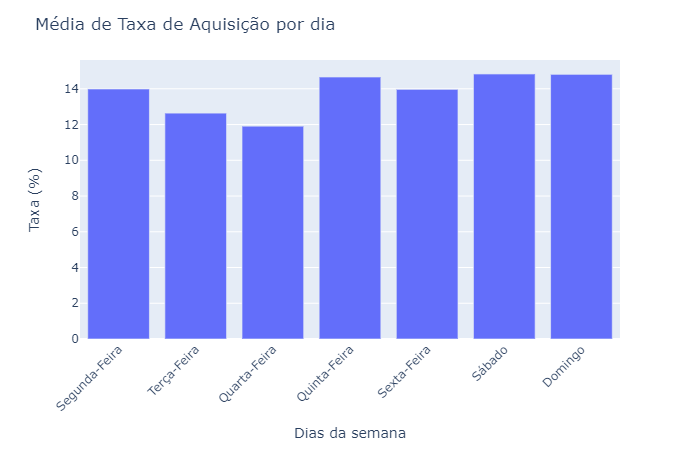 Média de Taxa de Aquisição por dia
Taxa (%)
14
12
10
8
6
4
2
0
Segunda-Feira
Terça-Feira
Quarta-Feira
Quinta-Feira
Sexta-Feira
Sábado
Domingo
Dias da semana